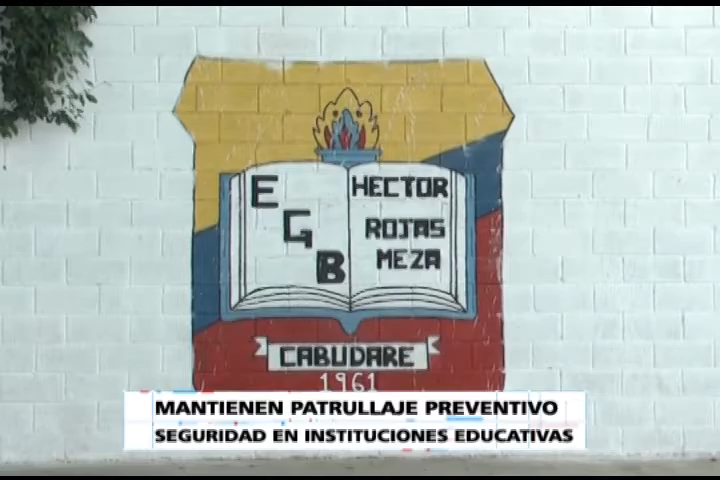 E
G
B
HECTOR
ROJAS
MEZA
CABUDARE
1961
MANTIENEN PATRULLAJE PREVENTIVO
SEGURIDAD EN INSTITUCIONES EDUCATIVAS